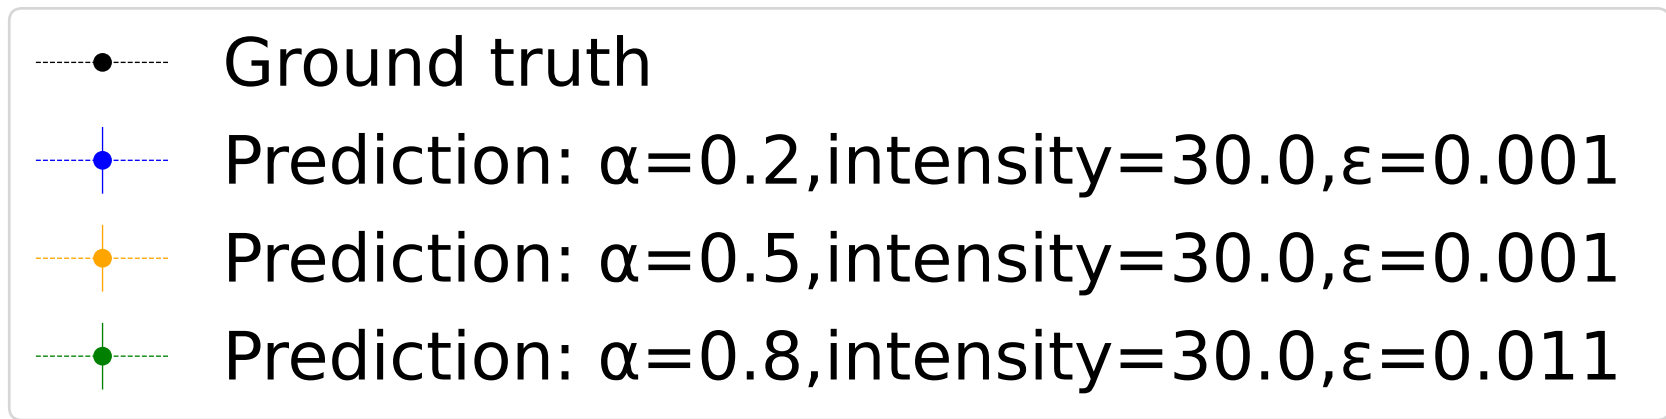 Ground truth
Prediction: α=0.2,intensity=30.0,ε=0.001
Prediction: α=0.5,intensity=30.0,ε=0.001
Prediction: α=0.8,intensity=30.0,ε=0.011